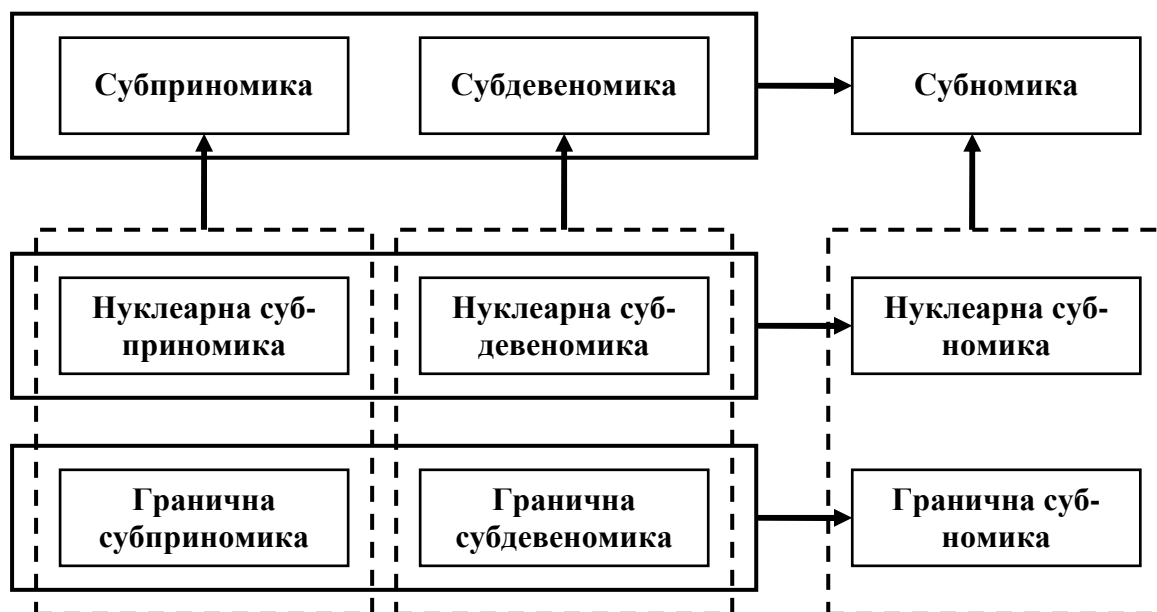 Субприномика
Субдевеномика
Субномика
Нуклеарна суб-
приномика
Нуклеарна суб-
девеномика
Нуклеарна суб-
номика
Гранична
субприномика
Гранична
субдевеномика
Гранична суб-
номика